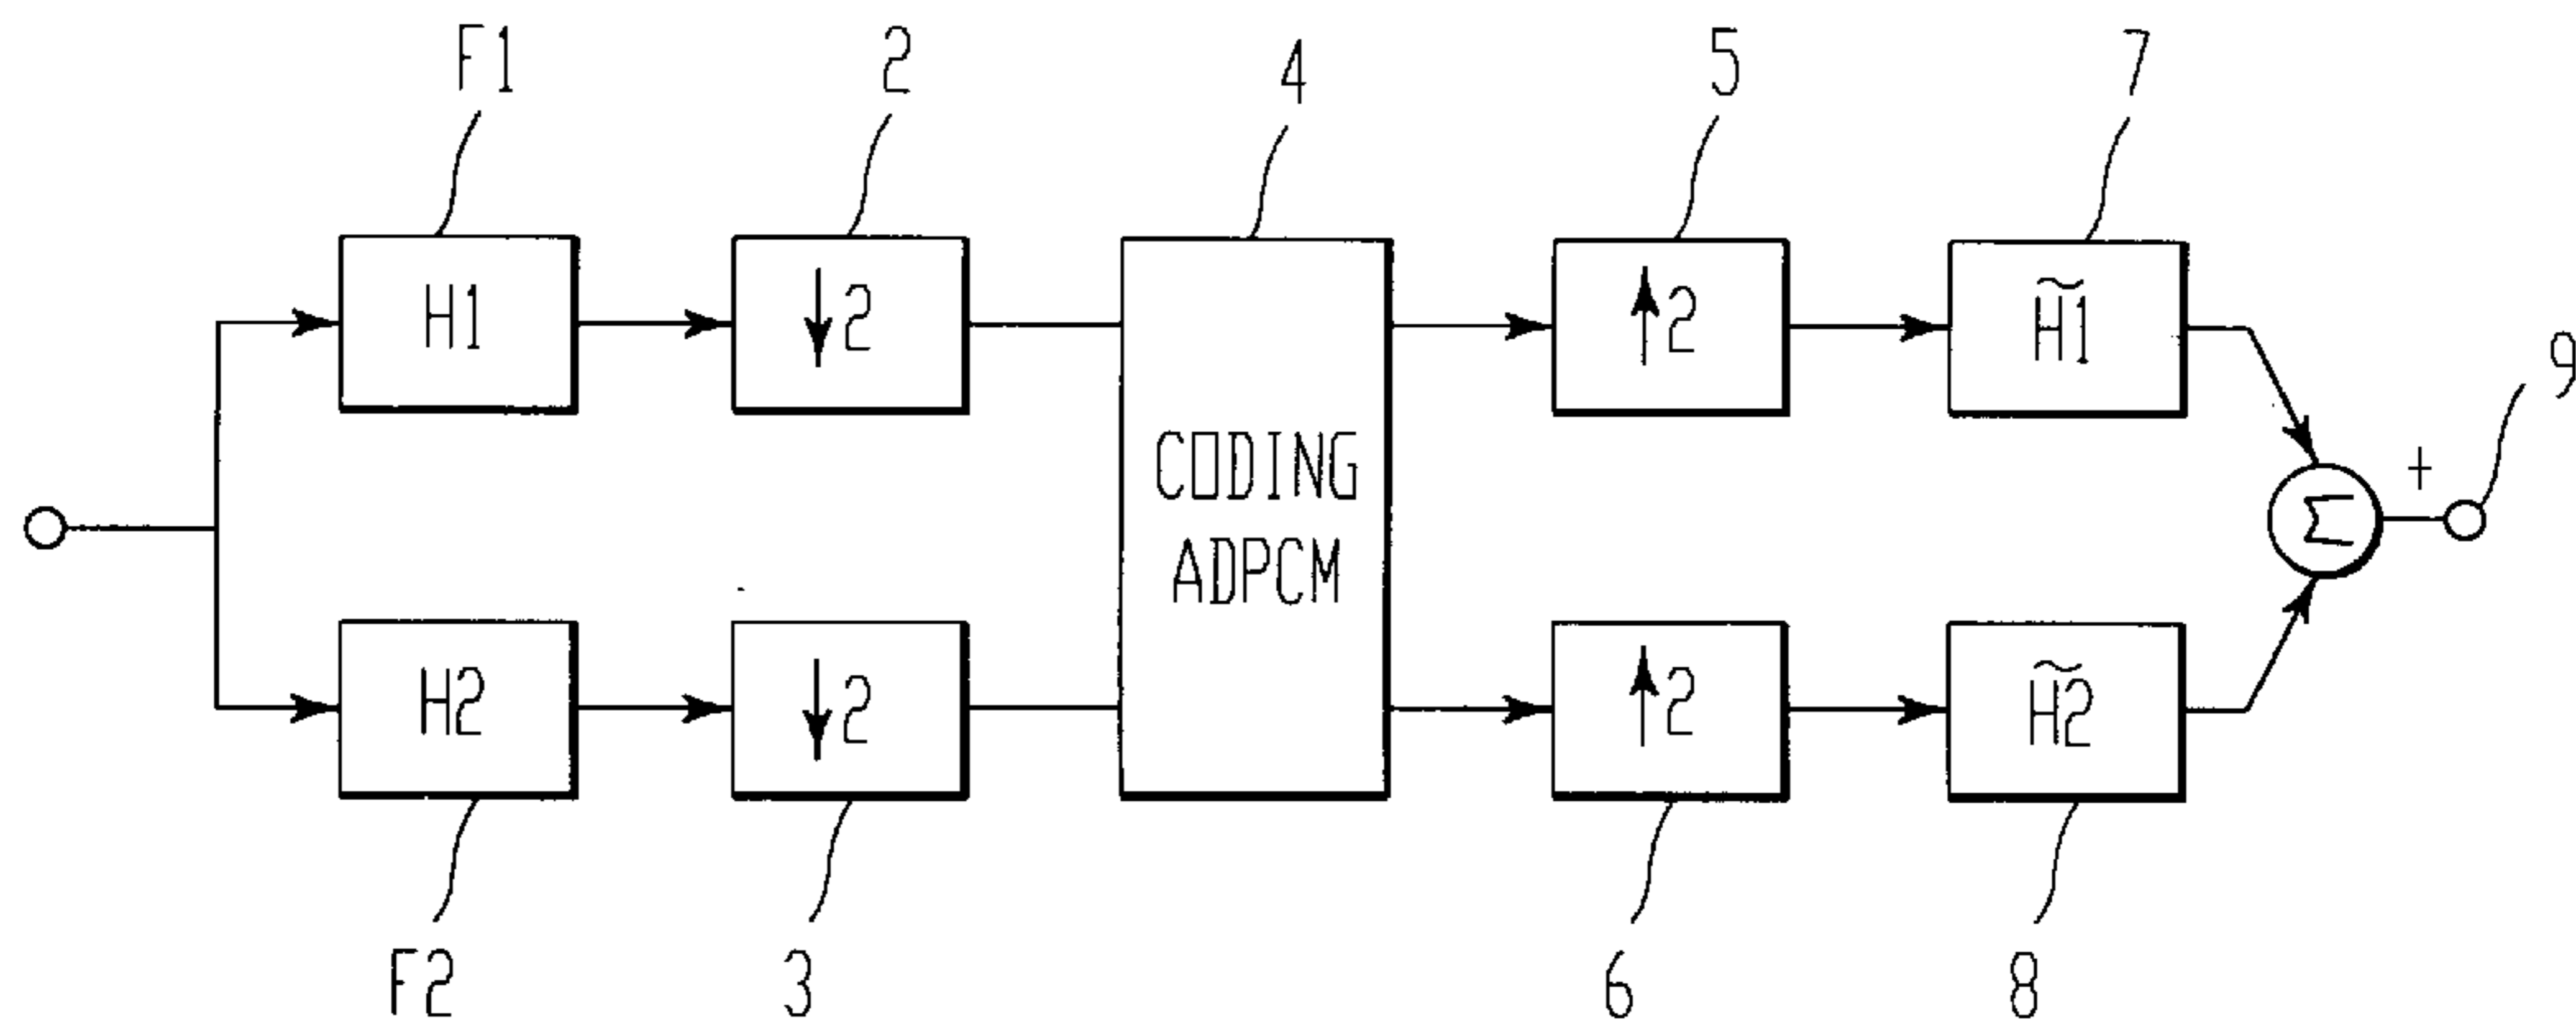 F1 2 4 5 7
H1 ↓2 ↑2 H̃1
9
CODING
ADPCM
+
Σ
H2 ↓2 ↑2 H̃2
F2 3 6 8